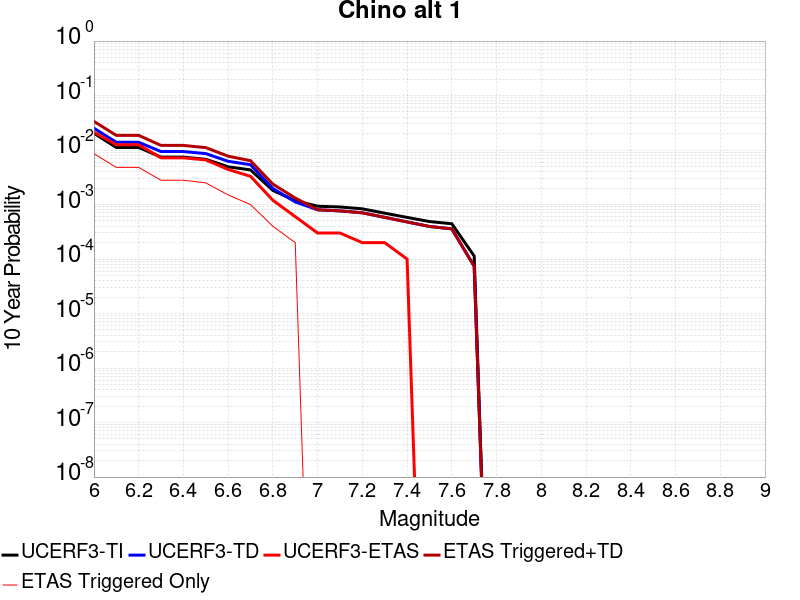 Chino alt 1
10 0
10 -1
10 -2
10 -3
10 -4
10 -5
10 -6
10 -7
10 -8
10 Year Probability
6 6.2 6.4 6.6 6.8 7 7.2 7.4 7.6 7.8 8 8.2 8.4 8.6 8.8 9
Magnitude
UCERF3-TI UCERF3-TD UCERF3-ETAS ETAS Triggered+TD
ETAS Triggered Only